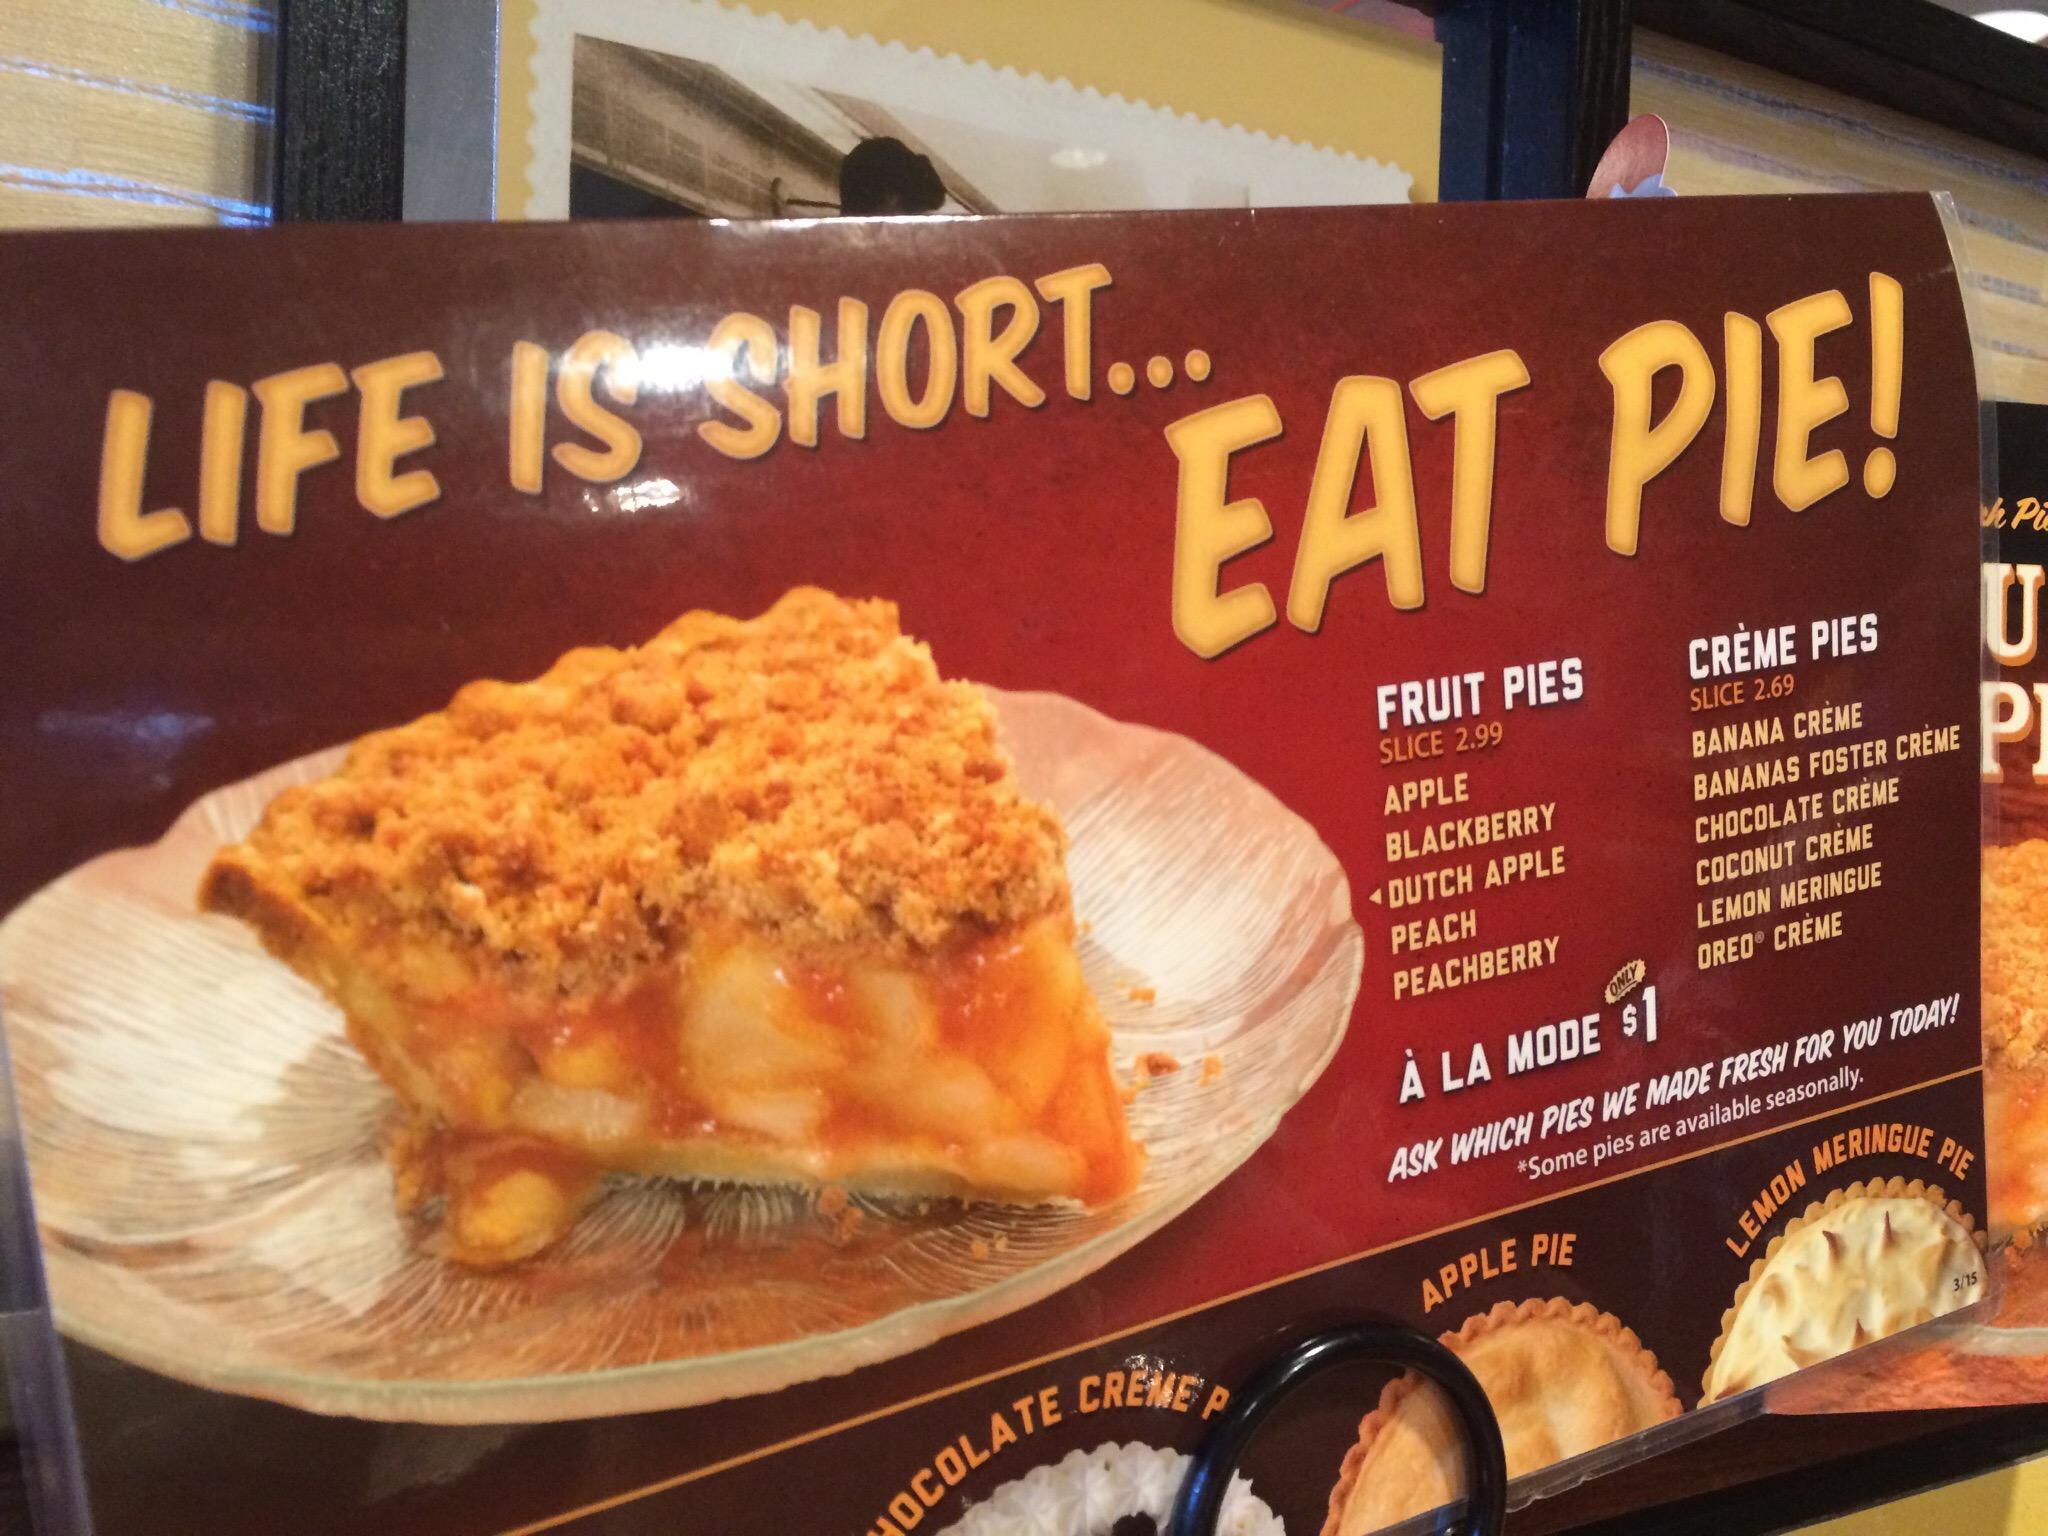 LIFE IS SHORT...
EAT PIE!
FRUIT PIES
SLICE 2.99
APPLE
BLACKBERRY
◂ DUTCH APPLE
PEACH
PEACHBERRY
CRÈME PIES
SLICE 2.69
BANANA CRÈME
BANANAS FOSTER CRÈME
CHOCOLATE CRÈME
COCONUT CRÈME
LEMON MERINGUE
OREO® CRÈME
À LA MODE ONLY $1
ASK WHICH PIES WE MADE FRESH FOR YOU TODAY!
*Some pies are available seasonally.
HOCOLATE CRÈME P
APPLE PIE
LEMON MERINGUE PIE
3/15